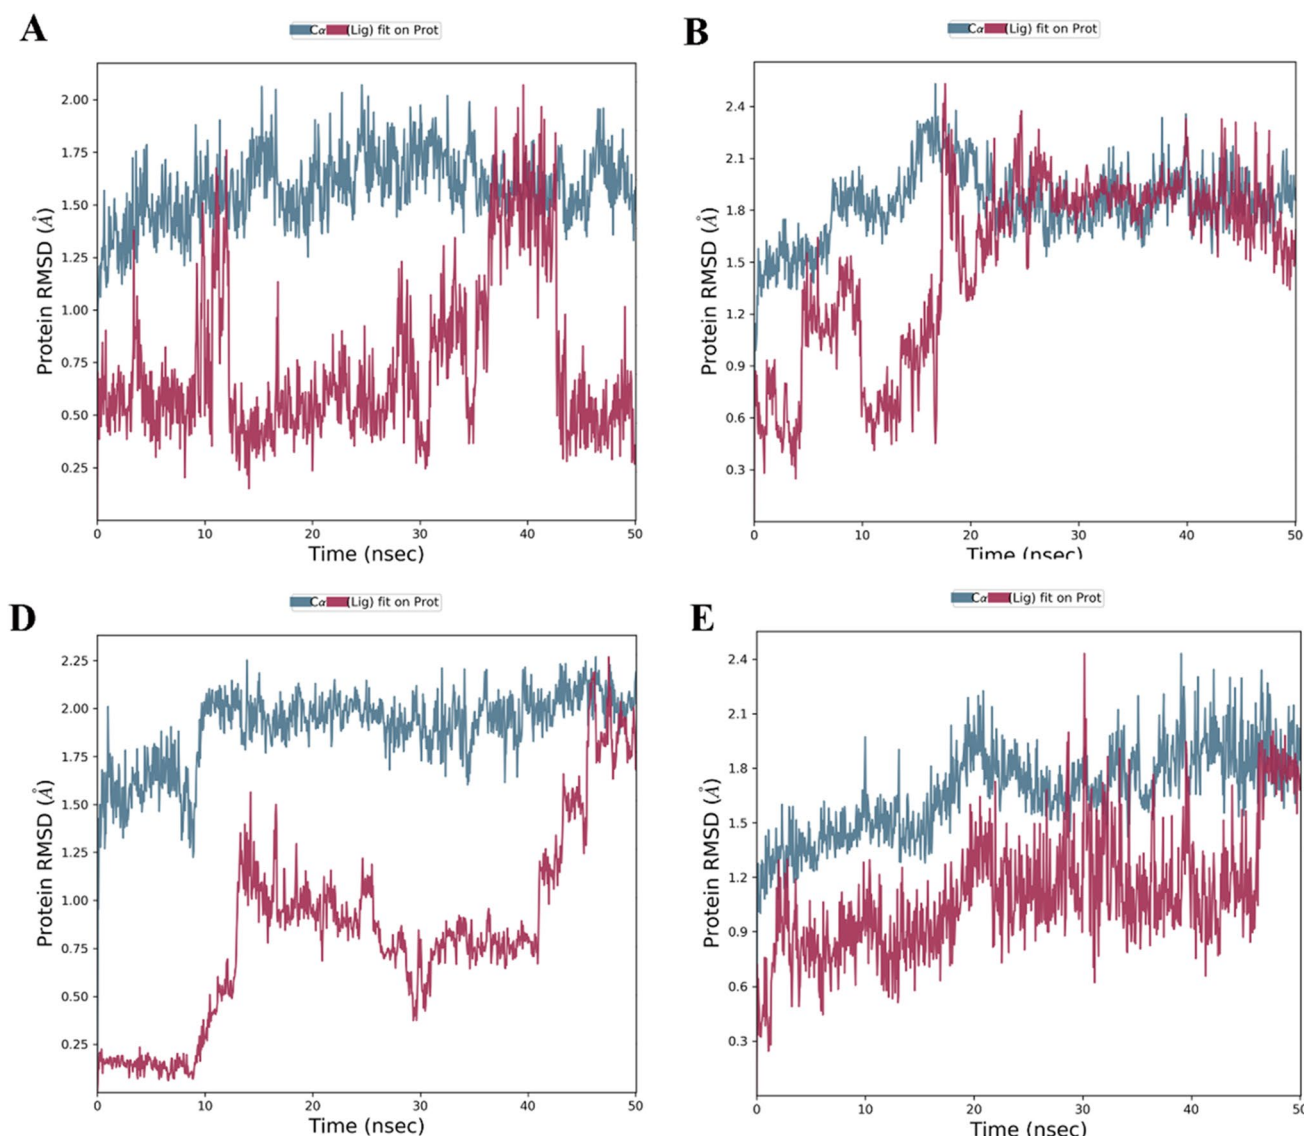 A
Cα (Lig) fit on Prot
Protein RMSD (Å)
2.00
1.75
1.50
1.25
1.00
0.75
0.50
0.25
0 10 20 30 40 50
Time (nsec)
B
Cα (Lig) fit on Prot
Protein RMSD (Å)
2.4
2.1
1.8
1.5
1.2
0.9
0.6
0.3
0 10 20 30 40 50
Time (nsec)
D
Cα (Lig) fit on Prot
Protein RMSD (Å)
2.25
2.00
1.75
1.50
1.25
1.00
0.75
0.50
0.25
0 10 20 30 40 50
Time (nsec)
E
Cα (Lig) fit on Prot
Protein RMSD (Å)
2.4
2.1
1.8
1.5
1.2
0.9
0.6
0.3
0 10 20 30 40 50
Time (nsec)